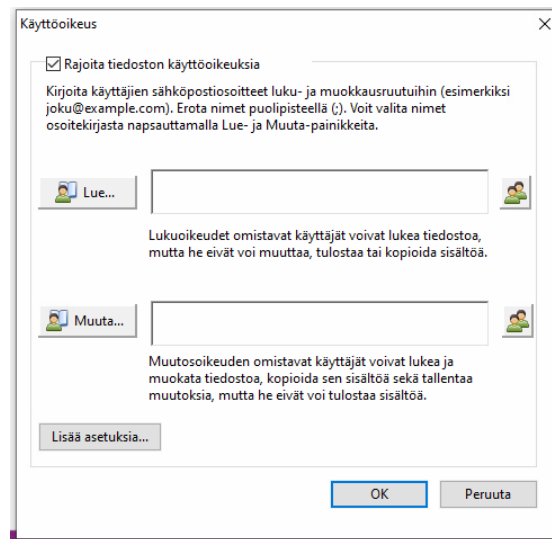 Käyttöoikeus
Rajoita tiedoston käyttöoikeuksia
Kirjoita käyttäjien sähköpostiosoitteet luku- ja muokkausruutuihin (esimerkiksi
joku@example.com). Erota nimet puolipisteellä (;). Voit valita nimet
osoitekirjasta napsauttamalla Lue- ja Muuta-painikkeita.
Lue...
Lukuoikeudet omistavat käyttäjät voivat lukea tiedostoa,
mutta he eivät voi muuttaa, tulostaa tai kopioida sisältöä.
Muuta...
Muutosoikeuden omistavat käyttäjät voivat lukea ja
muokata tiedostoa, kopioida sen sisältöä sekä tallentaa
muutoksia, mutta he eivät voi tulostaa sisältöä.
Lisää asetuksia...
OK
Peruuta